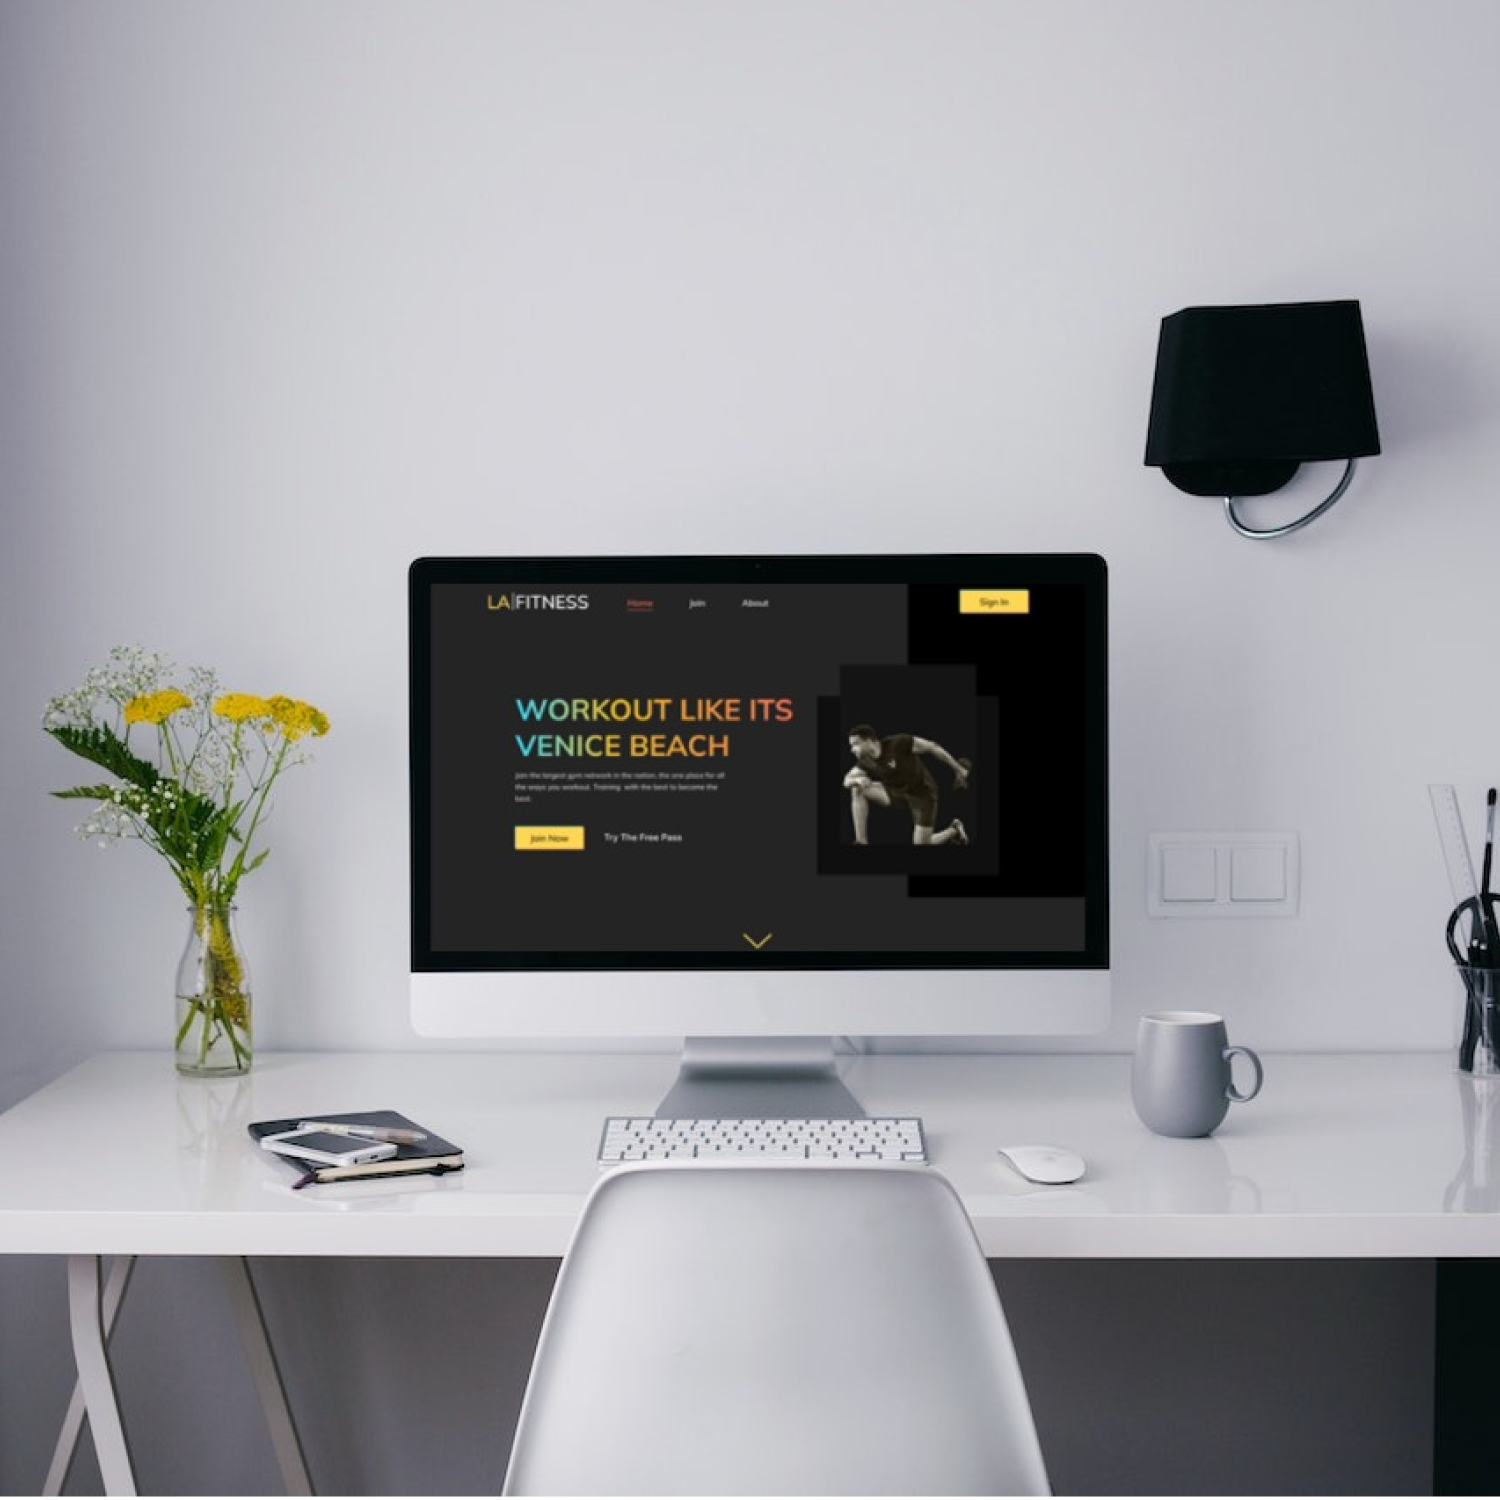 LA|FITNESS
Home Join About
Sign In
WORKOUT LIKE ITS
VENICE BEACH
Join the largest gym network in the nation, the one place for all
the ways you workout. Training with the best to become the
best.
Join Now Try The Free Pass